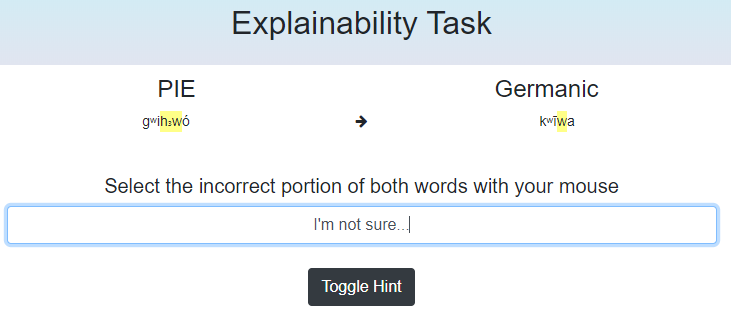 Explainability Task
PIE Germanic
gʷih₃wó → kʷīwa
Select the incorrect portion of both words with your mouse
I'm not sure...
Toggle Hint